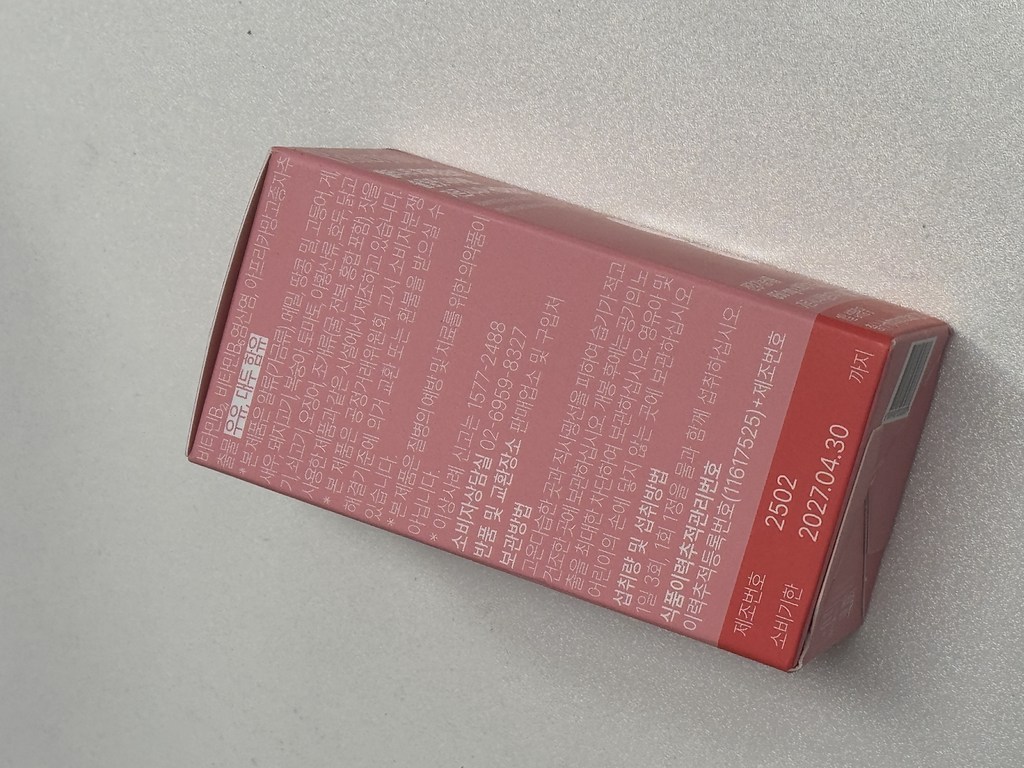 비타민B₁, 베타카로틴혼합산염, 아프리카망고종자추
우유, 대두 함유
* 본 제품은 알류(가금류), 메밀, 땅콩, 밀, 고등어, 게,
새우, 돼지고기, 복숭아, 토마토, 아황산류, 호두, 닭고
기, 쇠고기, 오징어, 조개류(굴, 전복, 홍합 포함), 잣을
사용한 제품과 같은 시설에서 제조하고 있습니다.
* 본 제품은 공정거래위원회 고시 소비자분쟁
해결기준에 의거 교환 또는 환불을 받으실 수
있습니다.
* 본 제품은 질병의 예방 및 치료를 위한 의약품이
아닙니다.
* 이상사례 신고는 1577-2488
소비자상담실 02 6959-8327
반품 및 교환장소 판매업소 및 구입처
보관방법
고온다습한 곳과 직사광선을 피하여 습기가 적고
서늘한 곳에 보관하십시오. 개봉 후에는 공기의 노
출을 최대한 차단하여 보관하십시오. 영유아 및
어린이의 손에 닿지 않는 곳에 보관하십시오.
섭취량 및 섭취방법
1일 3회, 1회 1정을 물과 함께 섭취하십시오.
식품이력추적관리번호
이력추적등록번호(11617525)+제조번호
제조번호 2502
소비기한 2027.04.30 까지